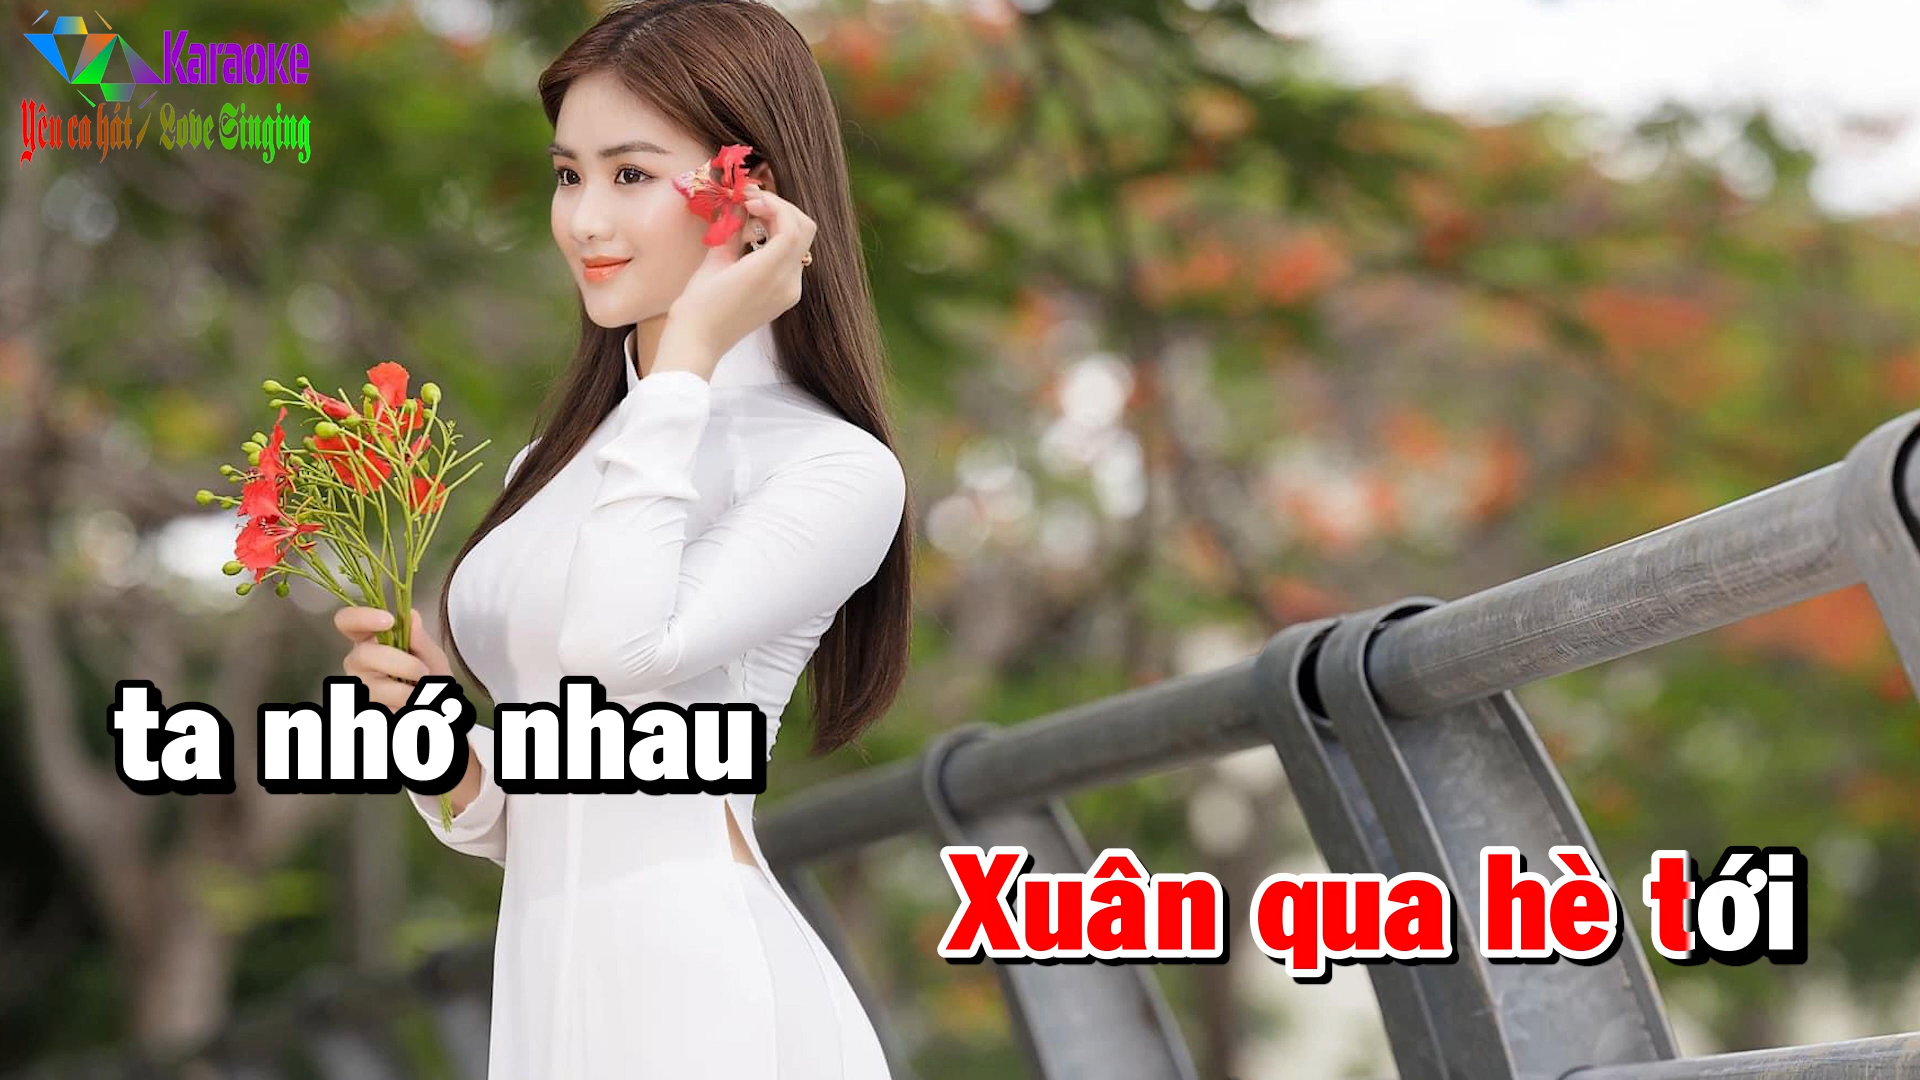 Karaoke
Yêu ca hát / Love Singing
ta nhớ nhau
Xuân qua hè tới